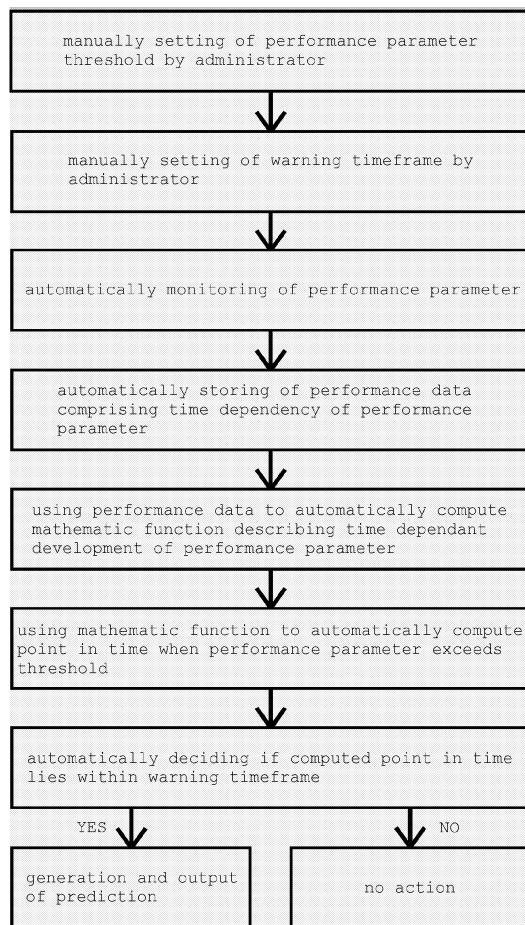 manually setting of performance parameter
threshold by administrator
manually setting of warning timeframe by
administrator
automatically monitoring of performance parameter
automatically storing of performance data
comprising time dependency of performance
parameter
using performance data to automatically compute
mathematic function describing time dependant
development of performance parameter
using mathematic function to automatically compute
point in time when performance parameter exceeds
threshold
automatically deciding if computed point in time
lies within warning timeframe
YES
NO
generation and output
of prediction
no action